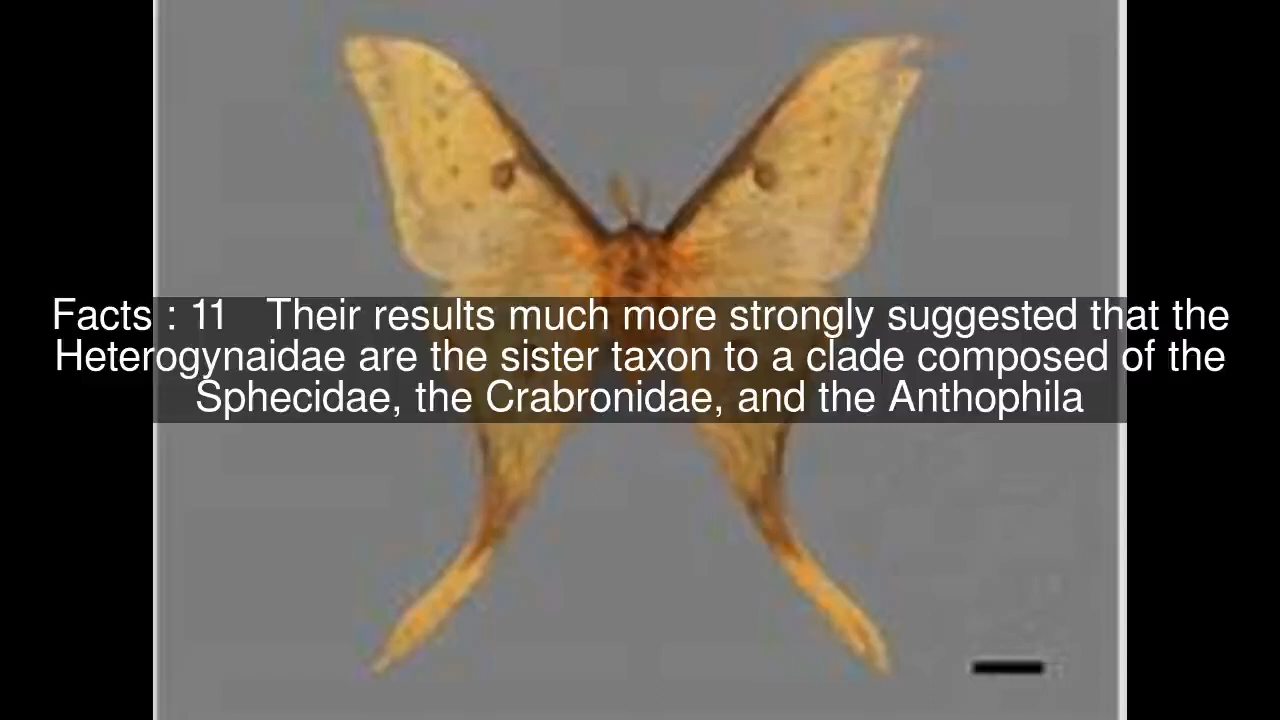 Facts : 11 Their results much more strongly suggested that the
Heterogynaidae are the sister taxon to a clade composed of the
Sphecidae, the Crabronidae, and the Anthophila